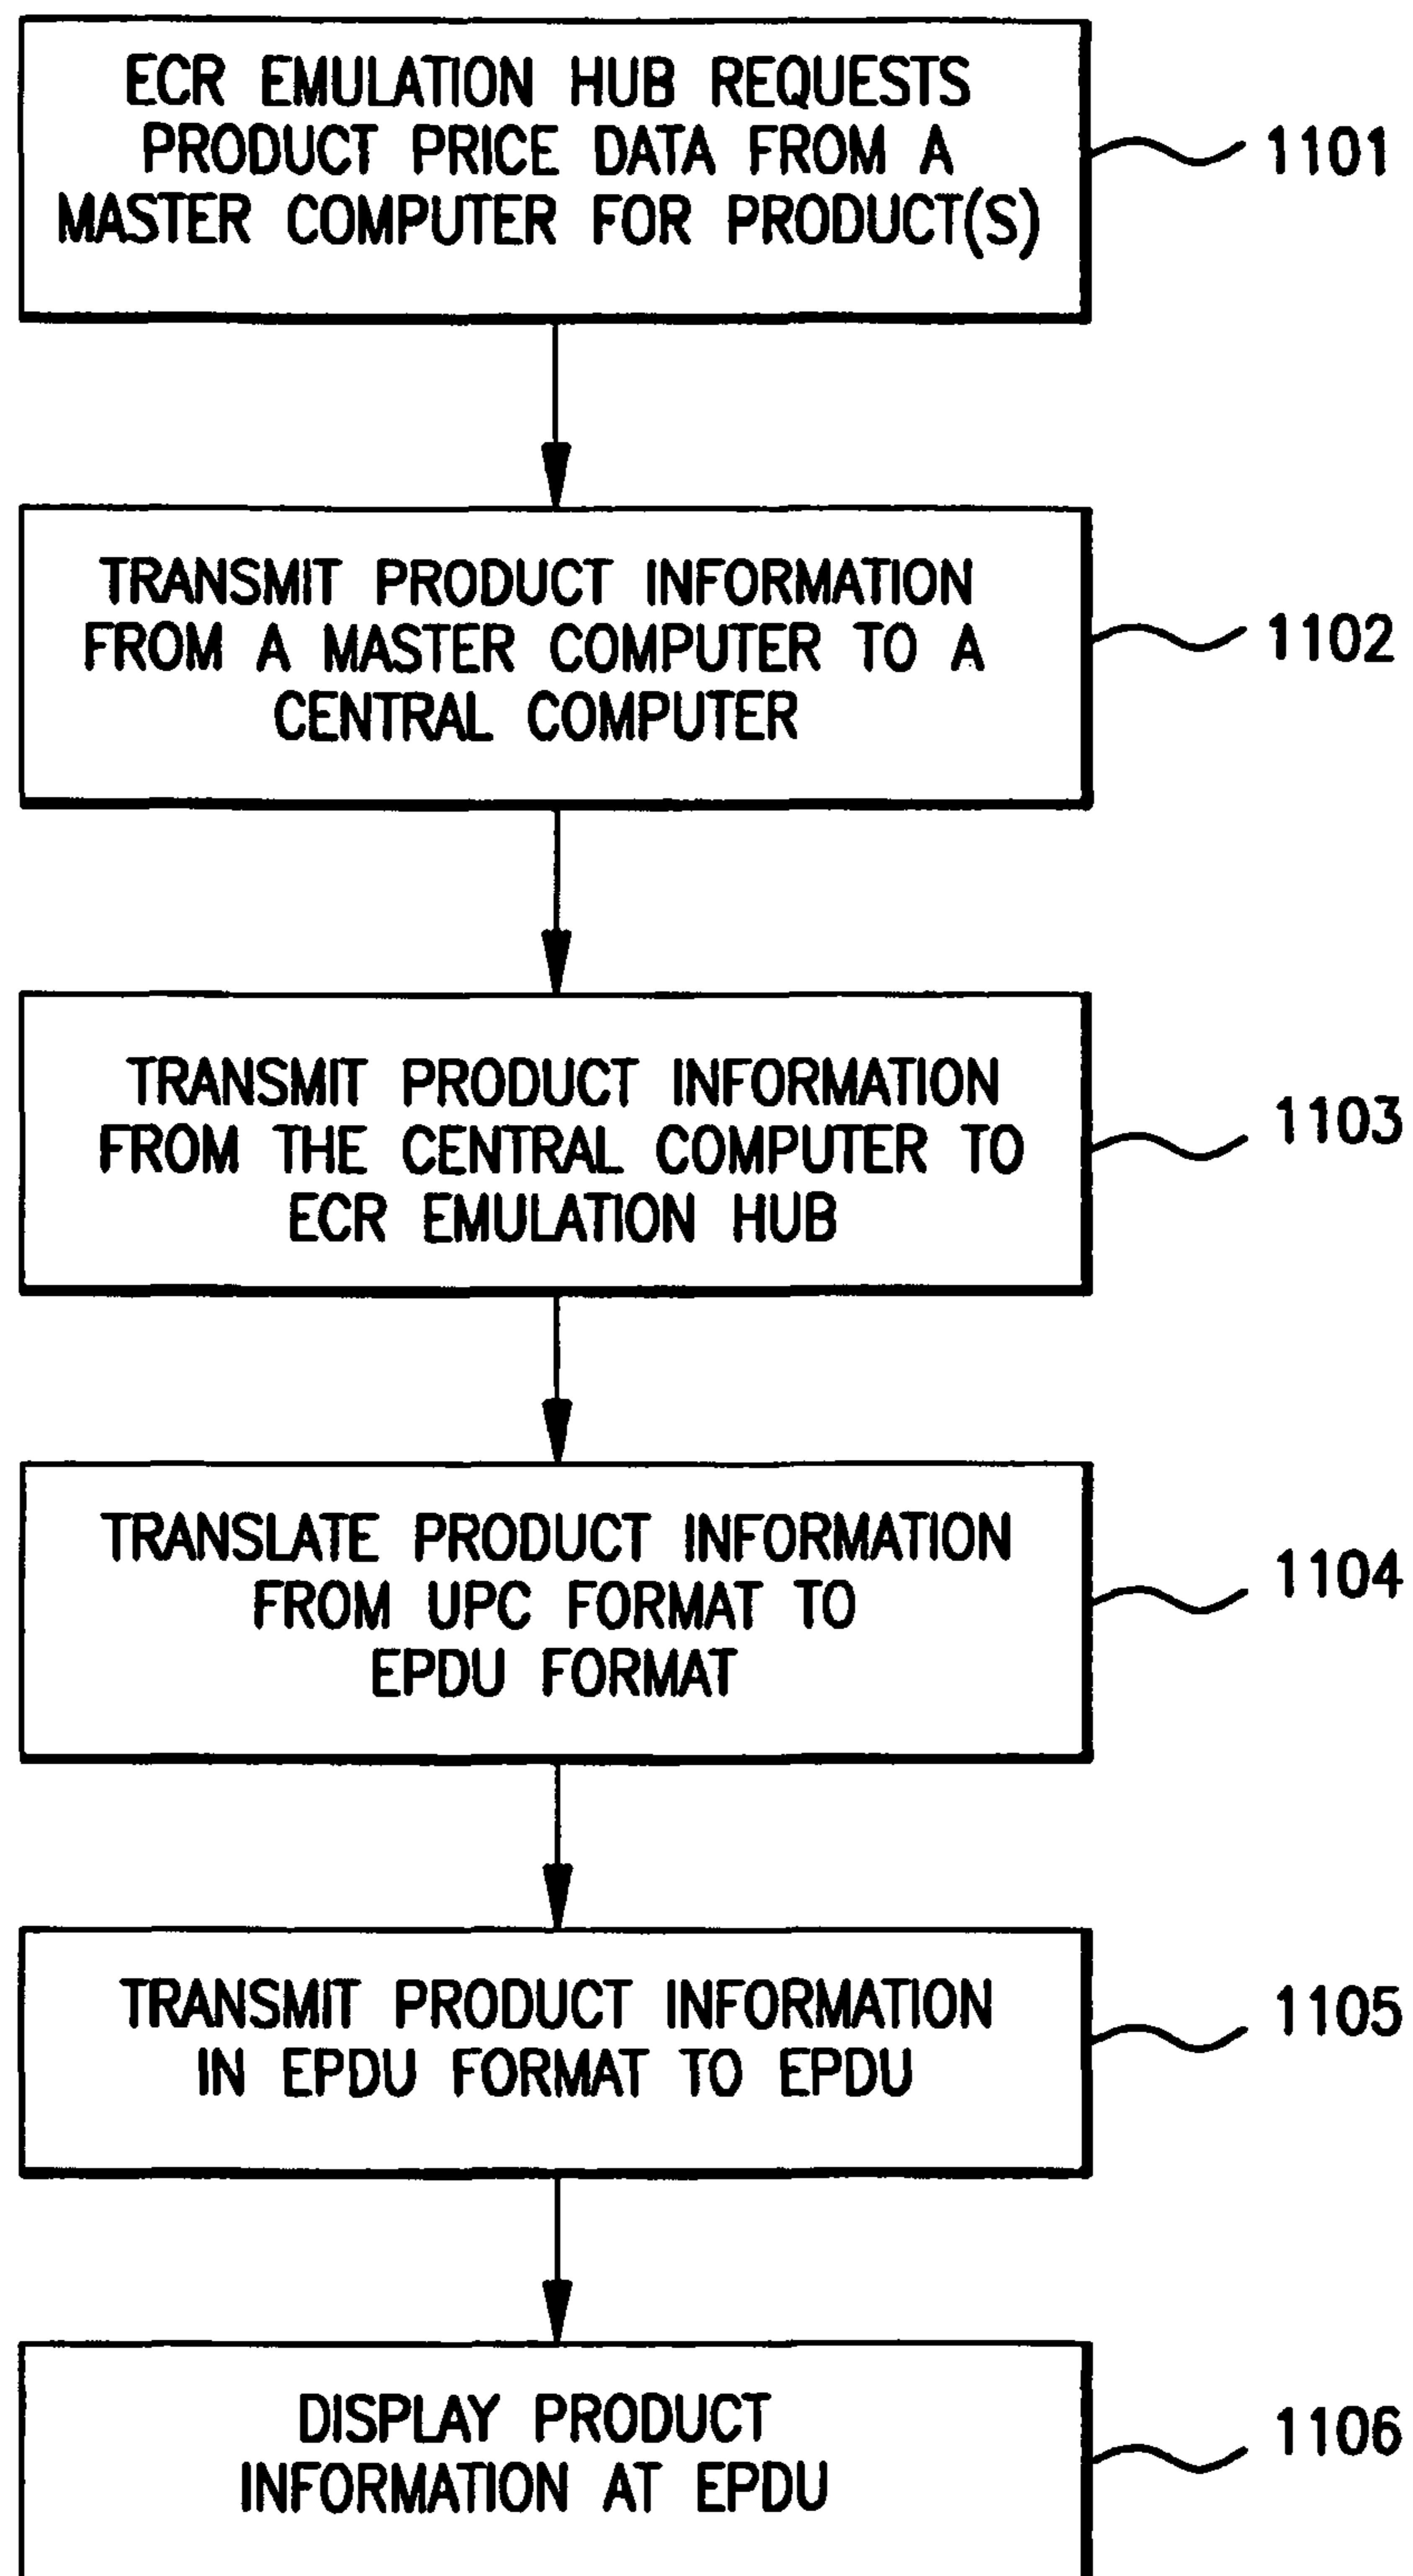 ECR EMULATION HUB REQUESTS
PRODUCT PRICE DATA FROM A
MASTER COMPUTER FOR PRODUCT(S)
1101
TRANSMIT PRODUCT INFORMATION
FROM A MASTER COMPUTER TO A
CENTRAL COMPUTER
1102
TRANSMIT PRODUCT INFORMATION
FROM THE CENTRAL COMPUTER TO
ECR EMULATION HUB
1103
TRANSLATE PRODUCT INFORMATION
FROM UPC FORMAT TO
EPDU FORMAT
1104
TRANSMIT PRODUCT INFORMATION
IN EPDU FORMAT TO EPDU
1105
DISPLAY PRODUCT
INFORMATION AT EPDU
1106